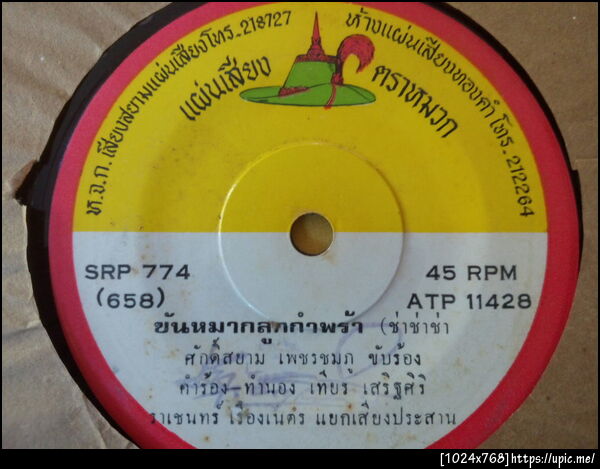 ห.จ.ก. เสียงสยามแผ่นเสียงโทร.218727
ห้างแผ่นเสียงทองคำ โทร.212264
แผ่นเสียง
ตราหมวก
SRP 774
45 RPM
(658)
ATP 11428
ขันหมากลูกกำพร้า (ช่าช่าช่า
ศักดิ์สยาม เพชรชมภู ขับร้อง
คำร้อง-ทำนอง เทียรี่ เสริฐศิริ
ราเชนทร์ เรืองเนตร แยกเสียงประสาน
[1024x768]https://upic.me/